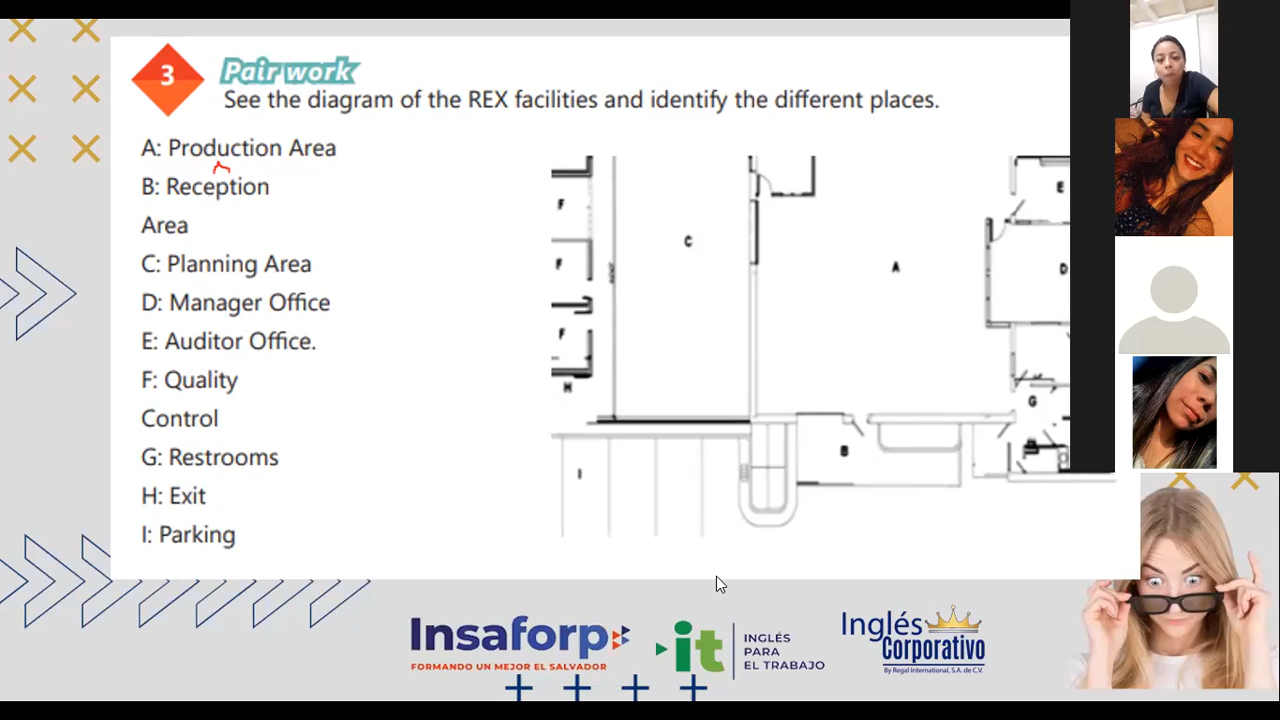 3
Pair work
See the diagram of the REX facilities and identify the different places.
A: Production Area
B: Reception
Area
C: Planning Area
D: Manager Office
E: Auditor Office.
F: Quality
Control
G: Restrooms
H: Exit
I: Parking
E
F
C
A
D
F
F
H
G
B
I
Insaforp
FORMANDO UN MEJOR EL SALVADOR
it
INGLÉS
PARA
EL TRABAJO
Inglés
Corporativo
By Regal International, S.A. de C.V.